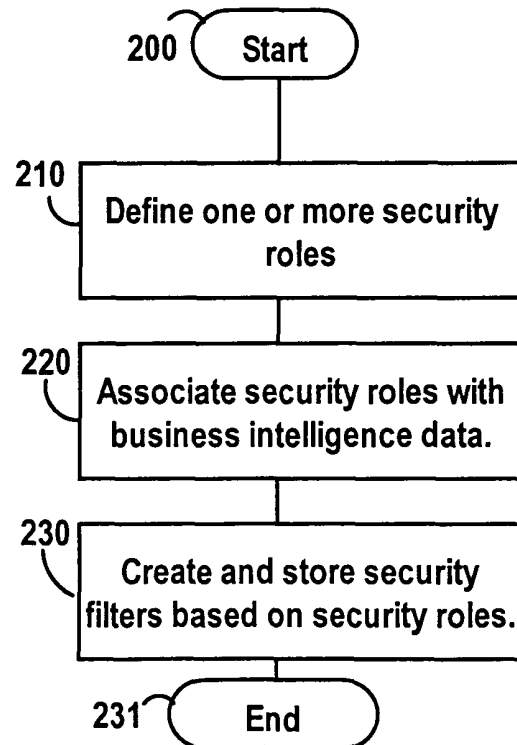 200
Start
210
Define one or more security
roles
220
Associate security roles with
business intelligence data.
230
Create and store security
filters based on security roles.
231
End